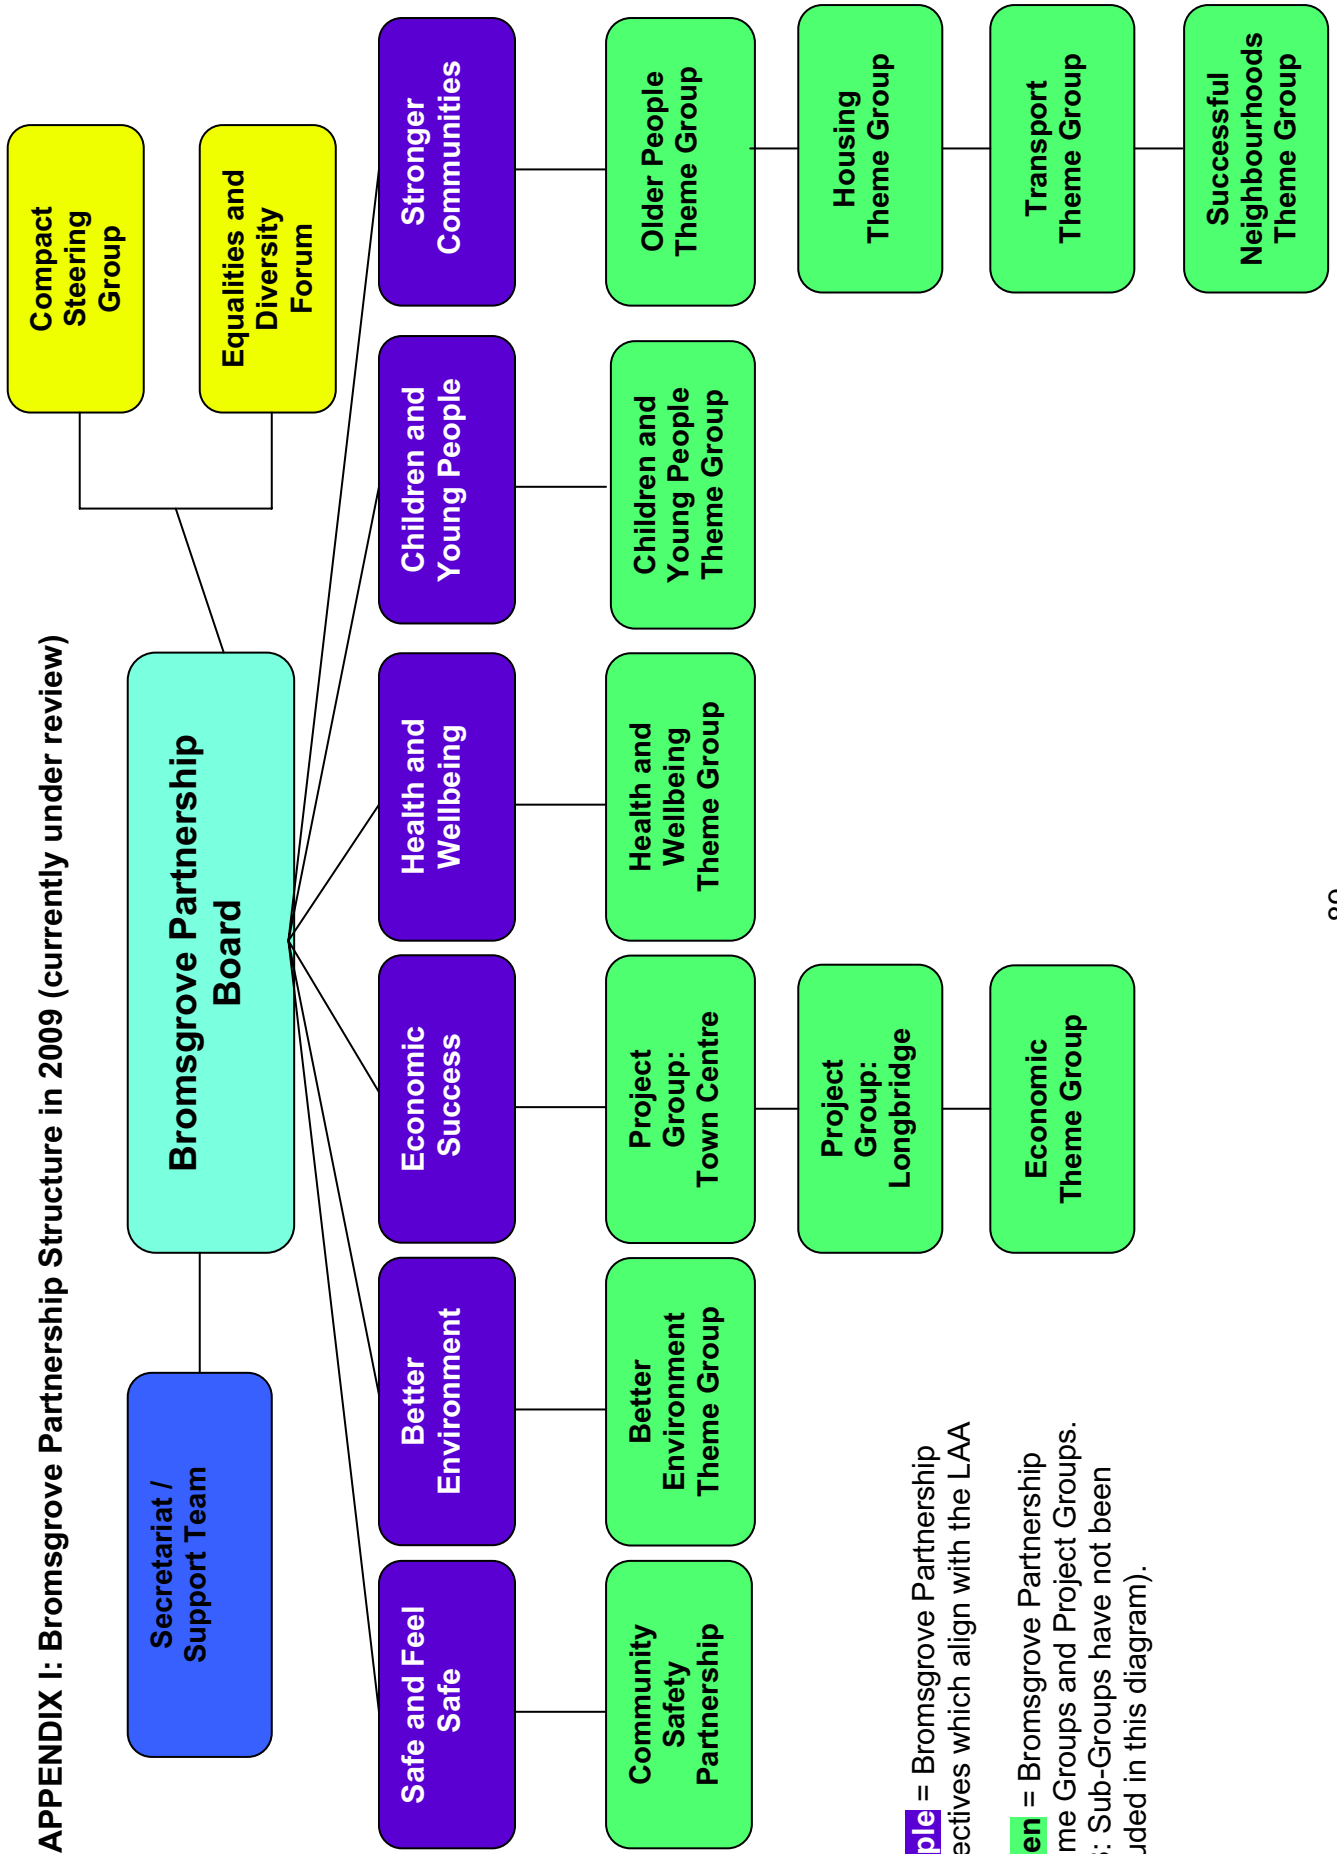 APPENDIX I: Bromsgrove Partnership Structure in 2009 (currently under review)
Compact
Steering
Group
Secretariat /
Support Team
Bromsgrove Partnership
Board
Equalities and
Diversity
Forum
Safe and Feel
Safe
Better
Environment
Economic
Success
Health and
Wellbeing
Children and
Young People
Stronger
Communities
Community
Safety
Partnership
Better
Environment
Theme Group
Project
Group:
Town Centre
Health and
Wellbeing
Theme Group
Children and
Young People
Theme Group
Older People
Theme Group
Project
Group:
Longbridge
Housing
Theme Group
Economic
Theme Group
Transport
Theme Group
Successful
Neighbourhoods
Theme Group
ple = Bromsgrove Partnership
ectives which align with the LAA
en = Bromsgrove Partnership
me Groups and Project Groups.
: Sub-Groups have not been
uded in this diagram).